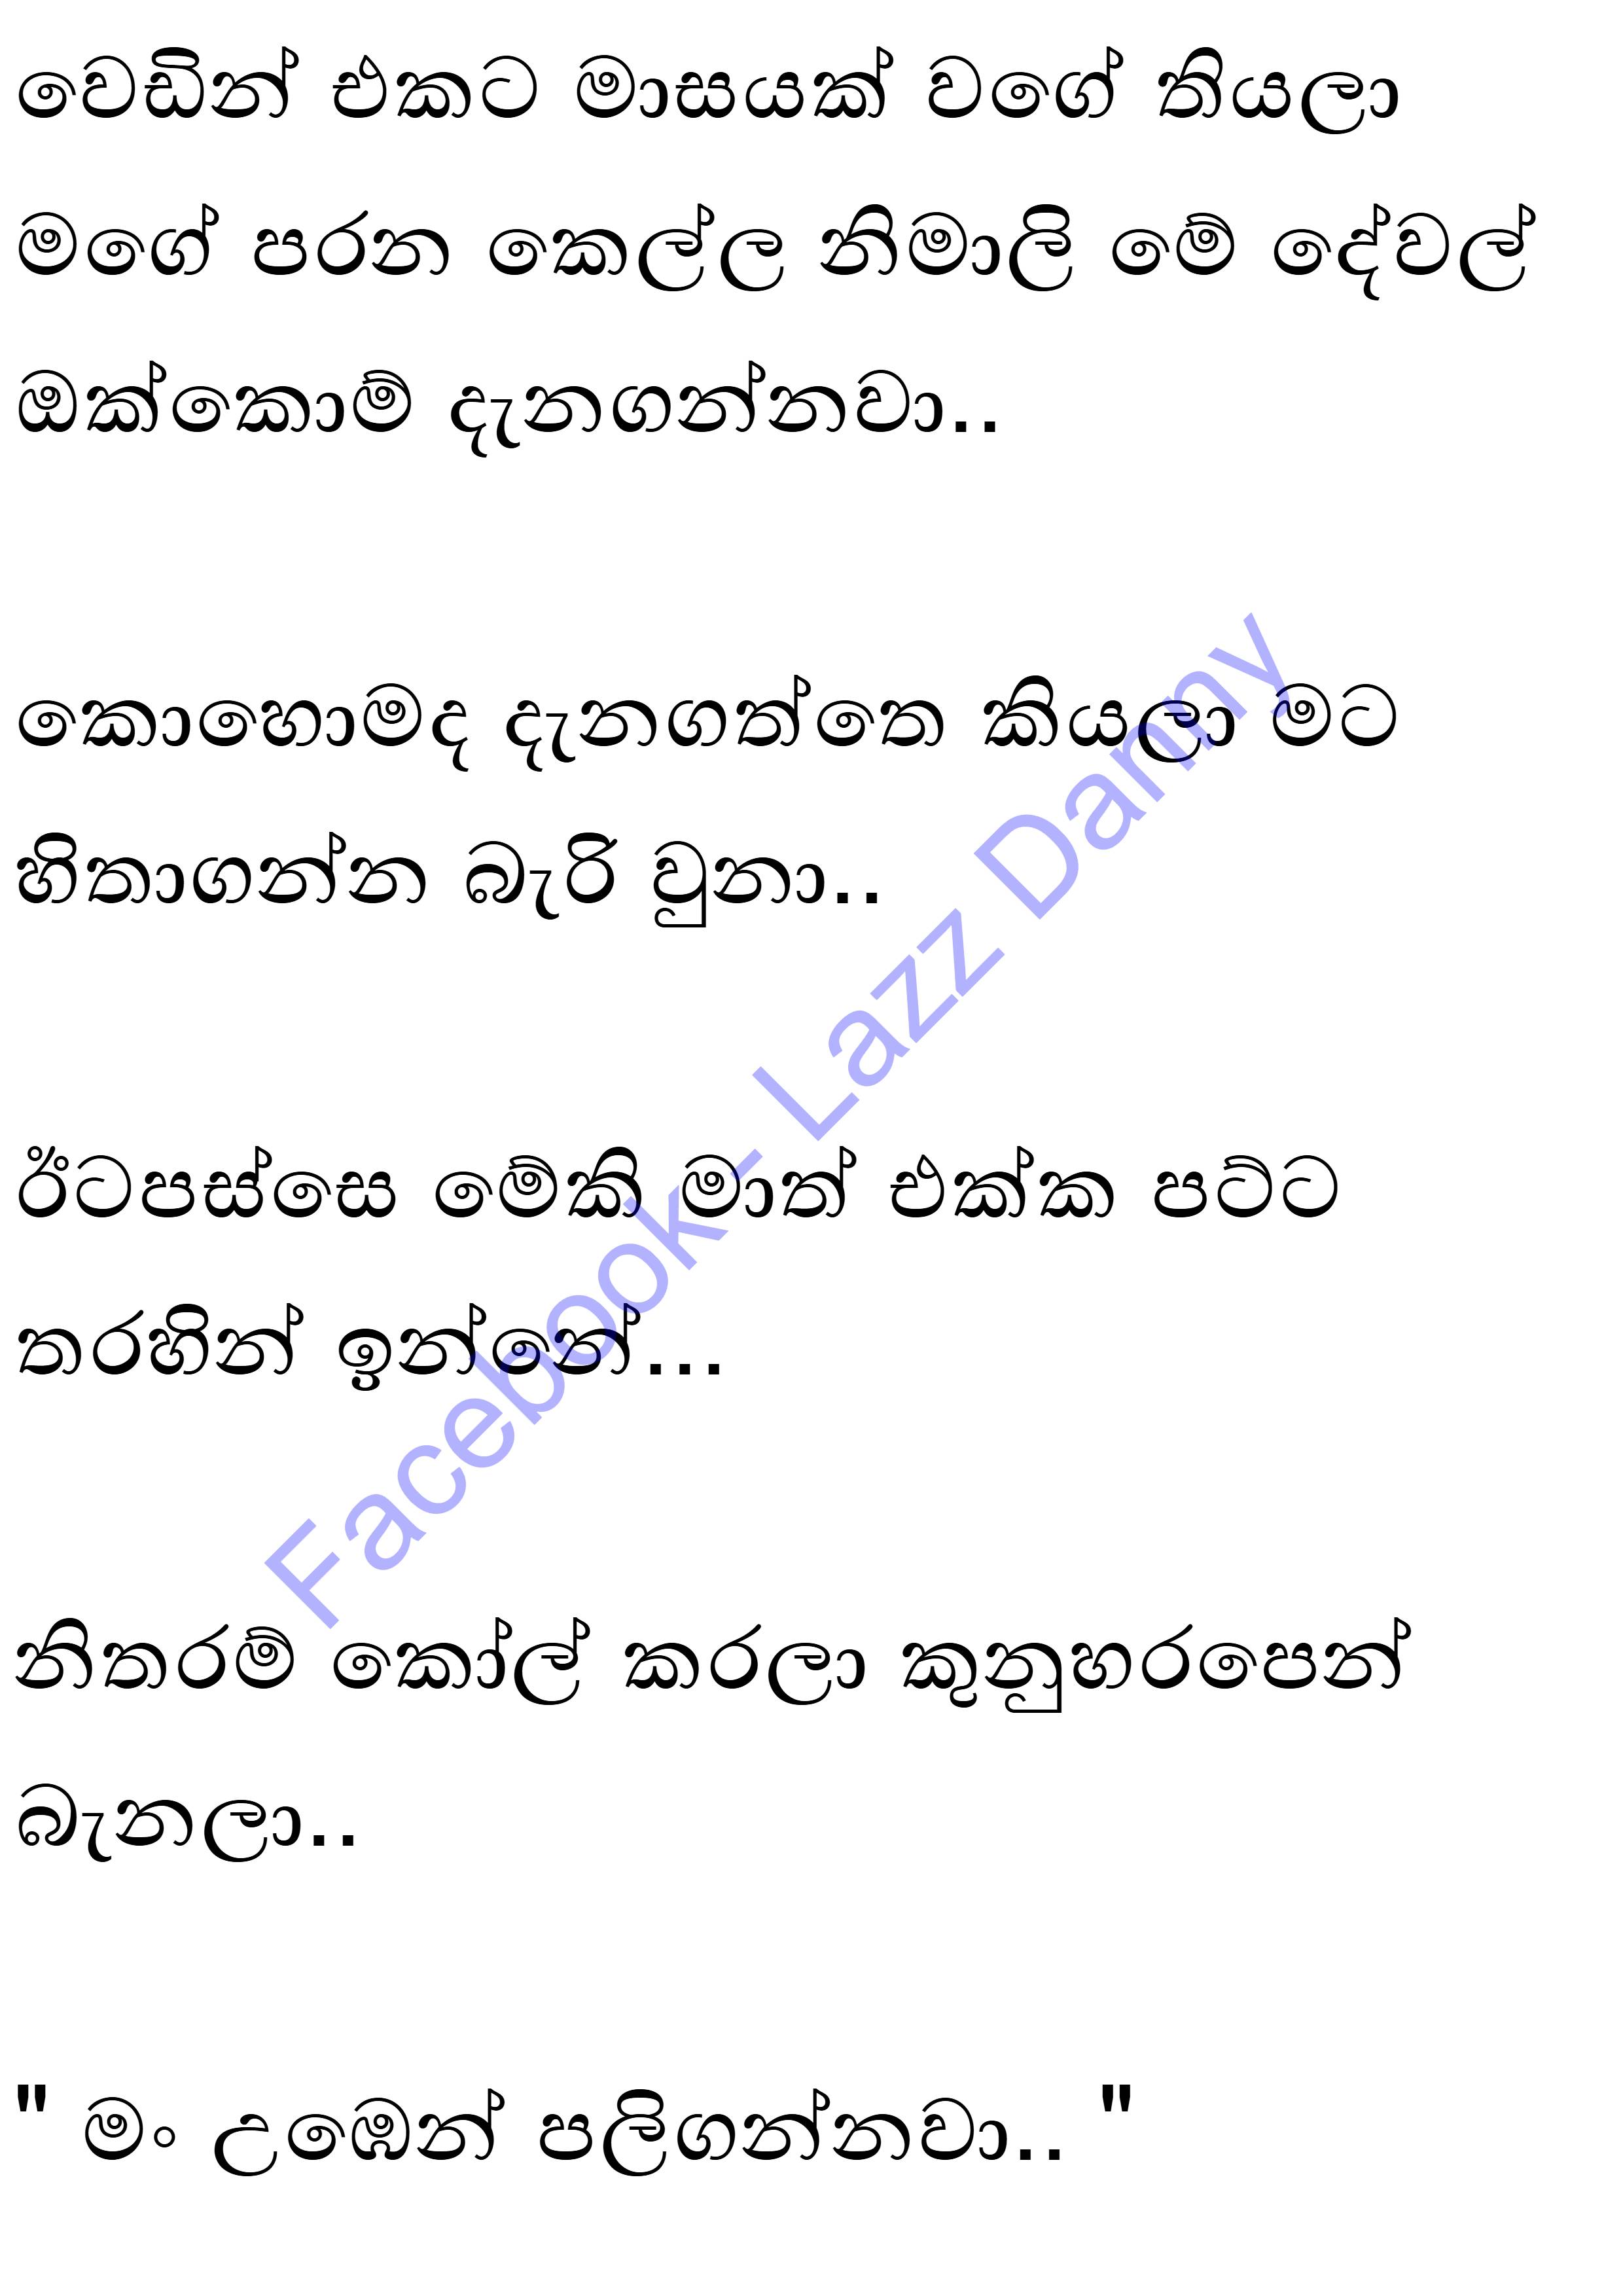 වෙඩින් එකට මාසයක් වගේ තියලා
මගේ පරන කෙල්ල නිමාලි මේ දේවල්
ඔක්කොම් දැනගන්නවා..
කොහොමද දැනගත්තෙ කියලා මට
හිතාගන්න බැරි වුනා..
ඊටපස්සෙ මේකි මාත් එක්ක පට්ට
තරහින් ඉන්නේ...
නිතරම් කෝල් කරලා කුනුහරපෙන්
බැනලා..
" මං උඹෙන් පලිගන්නවා.. "
Facebook- Lazz Danny